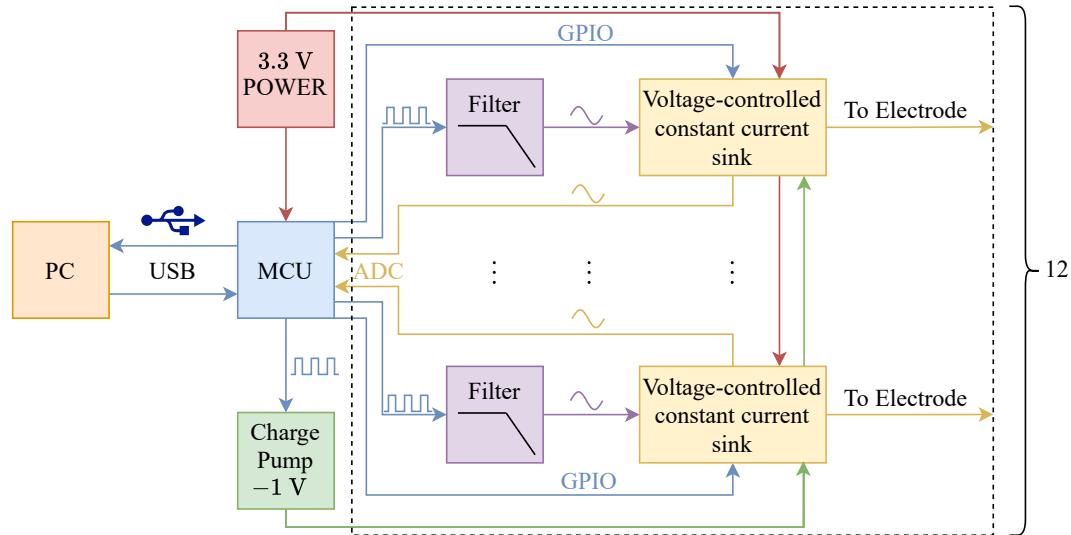 3.3 V
POWER
GPIO
Filter
Voltage-controlled
constant current
sink
To Electrode
PC
USB
MCU
ADC
⋮ ⋮ ⋮
12
Charge
Pump
−1 V
Filter
Voltage-controlled
constant current
sink
To Electrode
GPIO